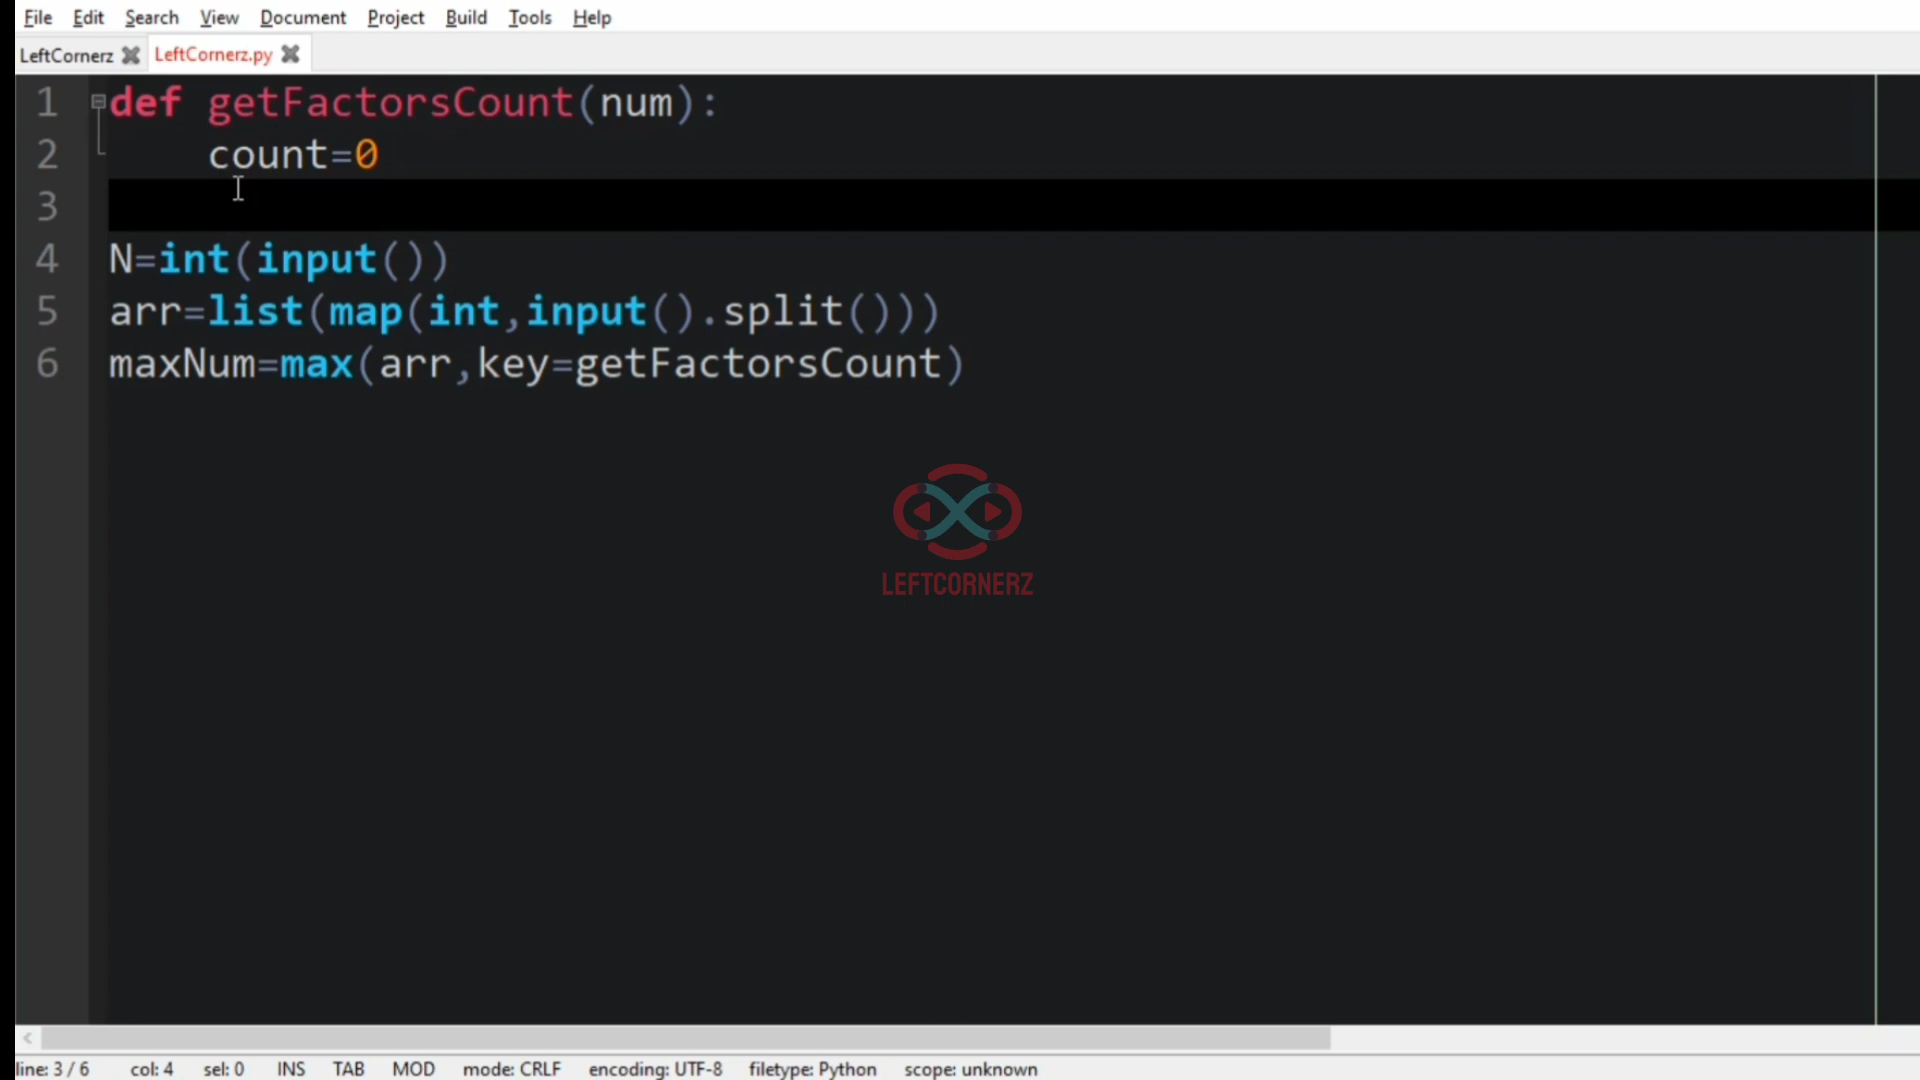 File Edit Search View Document Project Build Tools Help
LeftCornerz LeftCornerz.py
1 def getFactorsCount(num):
2 count=0
3
4 N=int(input())
5 arr=list(map(int,input().split()))
6 maxNum=max(arr,key=getFactorsCount)
LEFTCORNERZ
line: 3 / 6 col: 4 sel: 0 INS TAB MOD mode: CRLF encoding: UTF-8 filetype: Python scope: unknown